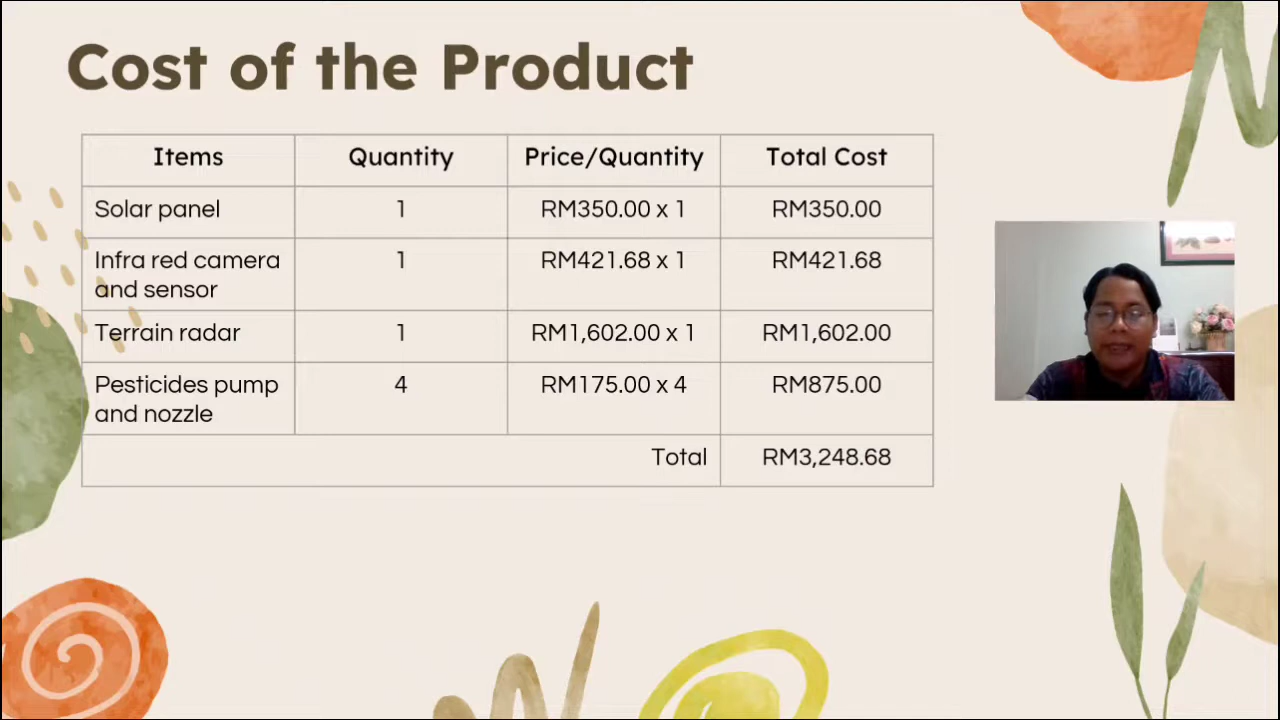 Cost of the Product
Items Quantity Price/Quantity Total Cost
Solar panel 1 RM350.00 x 1 RM350.00
Infra red camera 1 RM421.68 x 1 RM421.68
and sensor
Terrain radar 1 RM1,602.00 x 1 RM1,602.00
Pesticides pump 4 RM175.00 x 4 RM875.00
and nozzle
Total RM3,248.68